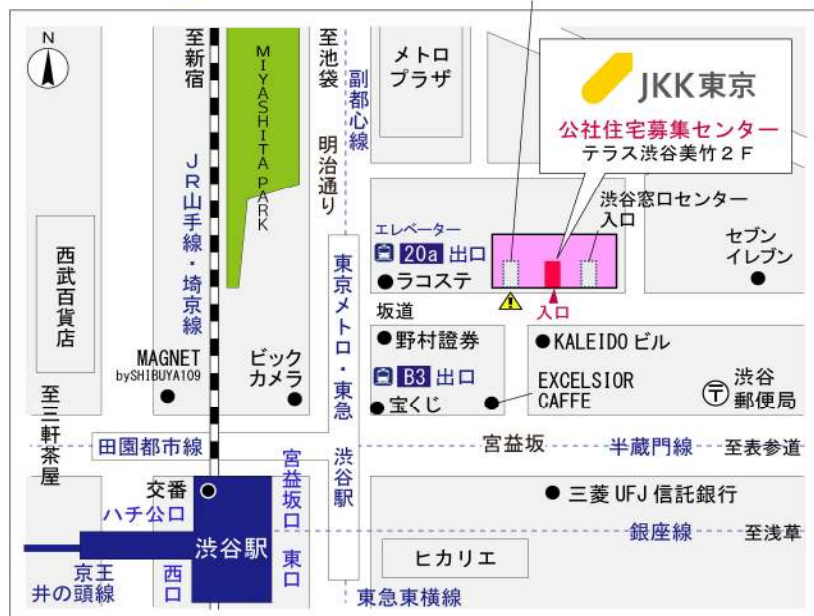 N
至新宿
MIYASHITA PARK
至池袋
明治通り
副都心線
メトロ
プラザ
JKK東京
公社住宅募集センター
テラス渋谷美竹2F
JR山手線・埼京線
西武百貨店
エレベーター
20a 出口
ラコステ
渋谷窓口センター
入口
セブン
イレブン
入口
坂道
東京メトロ・東急 渋谷駅
MAGNET
bySHIBUYA109
ビック
カメラ
野村證券
B3 出口
宝くじ
KALEIDO ビル
EXCELSIOR
CAFFE
〒
渋谷
郵便局
至三軒茶屋
田園都市線
宮益坂
半蔵門線
至表参道
交番
ハチ公口
宮益坂口
三菱 UFJ 信託銀行
渋谷駅
銀座線
至浅草
京王
井の頭線
西口
東口
ヒカリエ
東急東横線